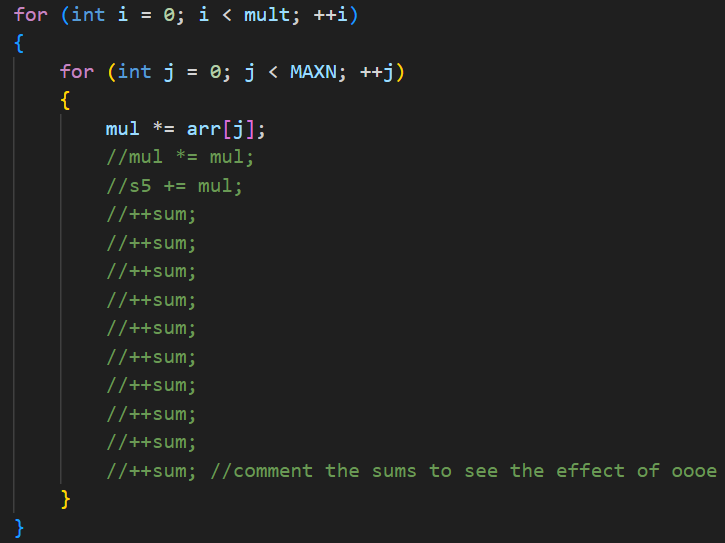 for (int i = 0; i < mult; ++i)
{
for (int j = 0; j < MAXN; ++j)
{
mul *= arr[j];
//mul *= mul;
//s5 += mul;
//++sum;
//++sum;
//++sum;
//++sum;
//++sum;
//++sum;
//++sum;
//++sum;
//++sum;
//++sum; //comment the sums to see the effect of oooe
}
}